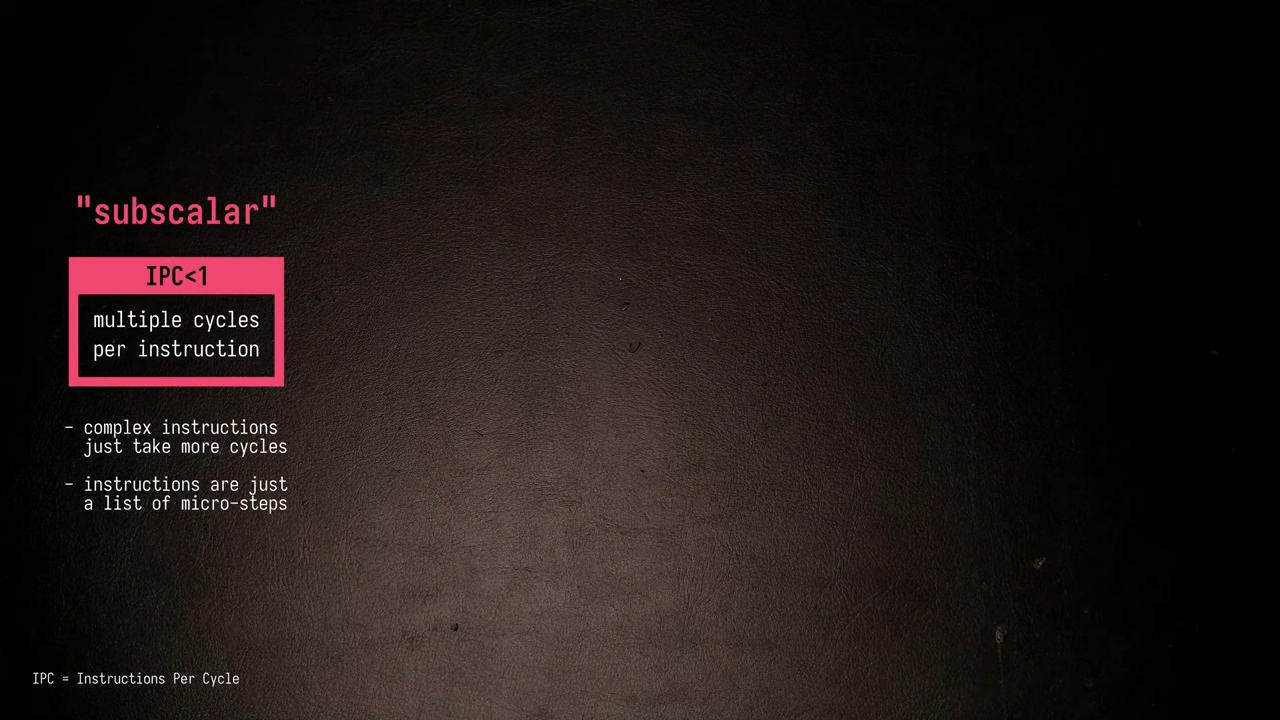 "subscalar"
IPC<1
multiple cycles
per instruction
- complex instructions
just take more cycles
- instructions are just
a list of micro-steps
IPC = Instructions Per Cycle